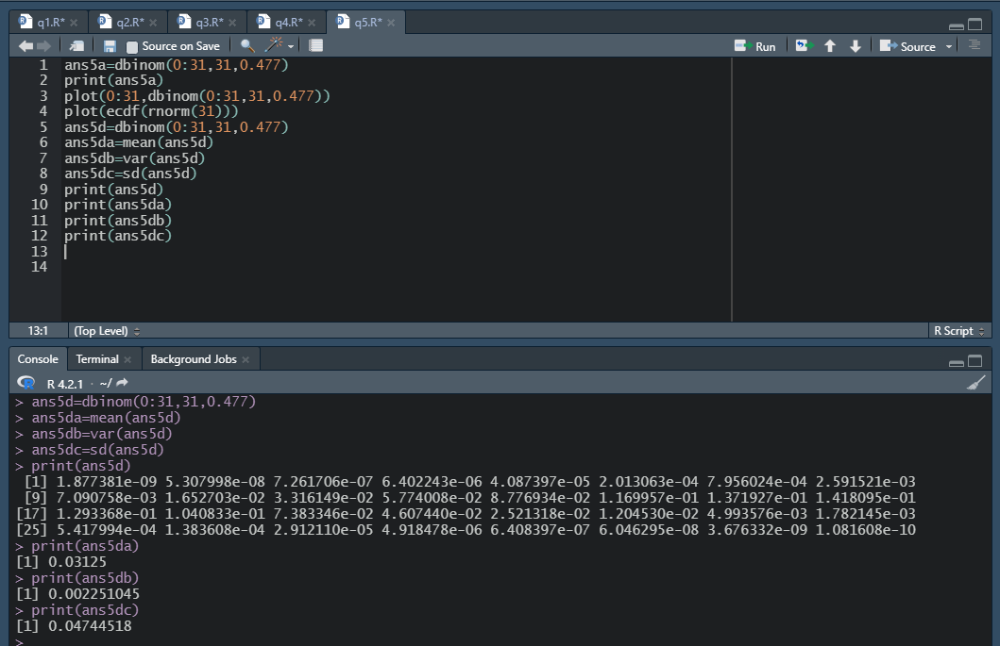 q1.R* q2.R* q3.R* q4.R* q5.R*
Source on Save Run Source
1 ans5a=dbinom(0:31,31,0.477)
2 print(ans5a)
3 plot(0:31,dbinom(0:31,31,0.477))
4 plot(ecdf(rnorm(31)))
5 ans5d=dbinom(0:31,31,0.477)
6 ans5da=mean(ans5d)
7 ans5db=var(ans5d)
8 ans5dc=sd(ans5d)
9 print(ans5d)
10 print(ans5da)
11 print(ans5db)
12 print(ans5dc)
13
14
13:1 (Top Level) R Script
Console Terminal Background Jobs
R 4.2.1 · ~/
> ans5d=dbinom(0:31,31,0.477)
> ans5da=mean(ans5d)
> ans5db=var(ans5d)
> ans5dc=sd(ans5d)
> print(ans5d)
[1] 1.877381e-09 5.307998e-08 7.261706e-07 6.402243e-06 4.087397e-05 2.013063e-04 7.956024e-04 2.591521e-03
[9] 7.090758e-03 1.652703e-02 3.316149e-02 5.774008e-02 8.776934e-02 1.169957e-01 1.371927e-01 1.418095e-01
[17] 1.293368e-01 1.040833e-01 7.383346e-02 4.607440e-02 2.521318e-02 1.204530e-02 4.993576e-03 1.782145e-03
[25] 5.417994e-04 1.383608e-04 2.912110e-05 4.918478e-06 6.408397e-07 6.046295e-08 3.676332e-09 1.081608e-10
> print(ans5da)
[1] 0.03125
> print(ans5db)
[1] 0.002251045
> print(ans5dc)
[1] 0.04744518
>